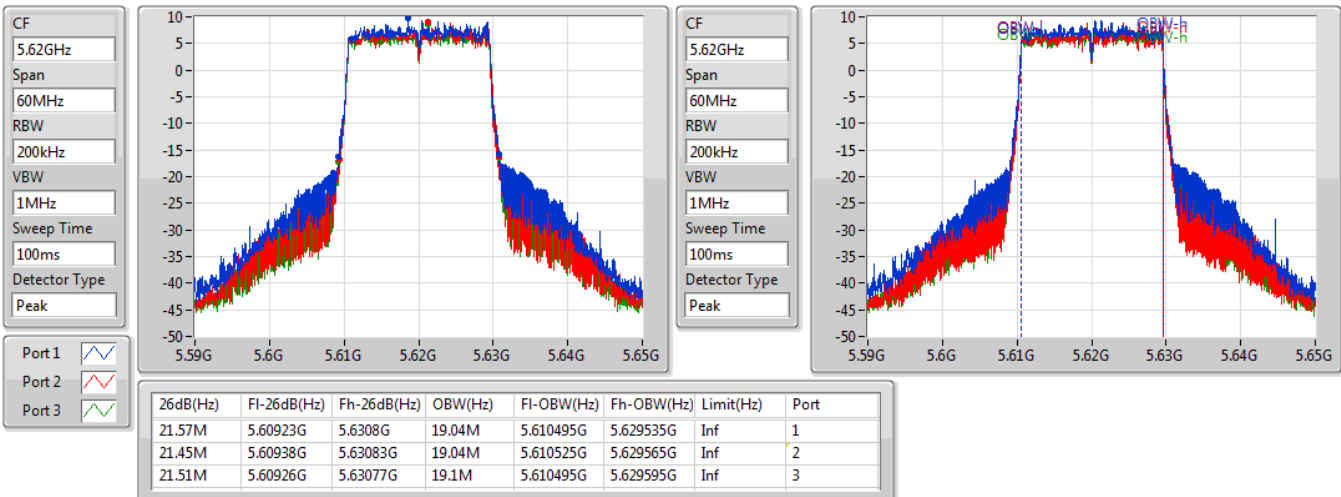 CF
5.62GHz
Span
60MHz
RBW
200kHz
VBW
1MHz
Sweep Time
100ms
Detector Type
Peak
10
5
0
-5
-10
-15
-20
-25
-30
-35
-40
-45
-50
5.59G 5.6G 5.61G 5.62G 5.63G 5.64G 5.65G
CF
5.62GHz
Span
60MHz
RBW
200kHz
VBW
1MHz
Sweep Time
100ms
Detector Type
Peak
10
5
0
-5
-10
-15
-20
-25
-30
-35
-40
-45
-50
OBW-h
5.59G 5.6G 5.61G 5.62G 5.63G 5.64G 5.65G
Port 1
Port 2
Port 3
26dB(Hz) Fl-26dB(Hz) Fh-26dB(Hz) OBW(Hz) Fl-OBW(Hz) Fh-OBW(Hz) Limit(Hz) Port
21.57M 5.60923G 5.6308G 19.04M 5.610495G 5.629535G Inf 1
21.45M 5.60938G 5.63083G 19.04M 5.610525G 5.629565G Inf 2
21.51M 5.60926G 5.63077G 19.1M 5.610495G 5.629595G Inf 3